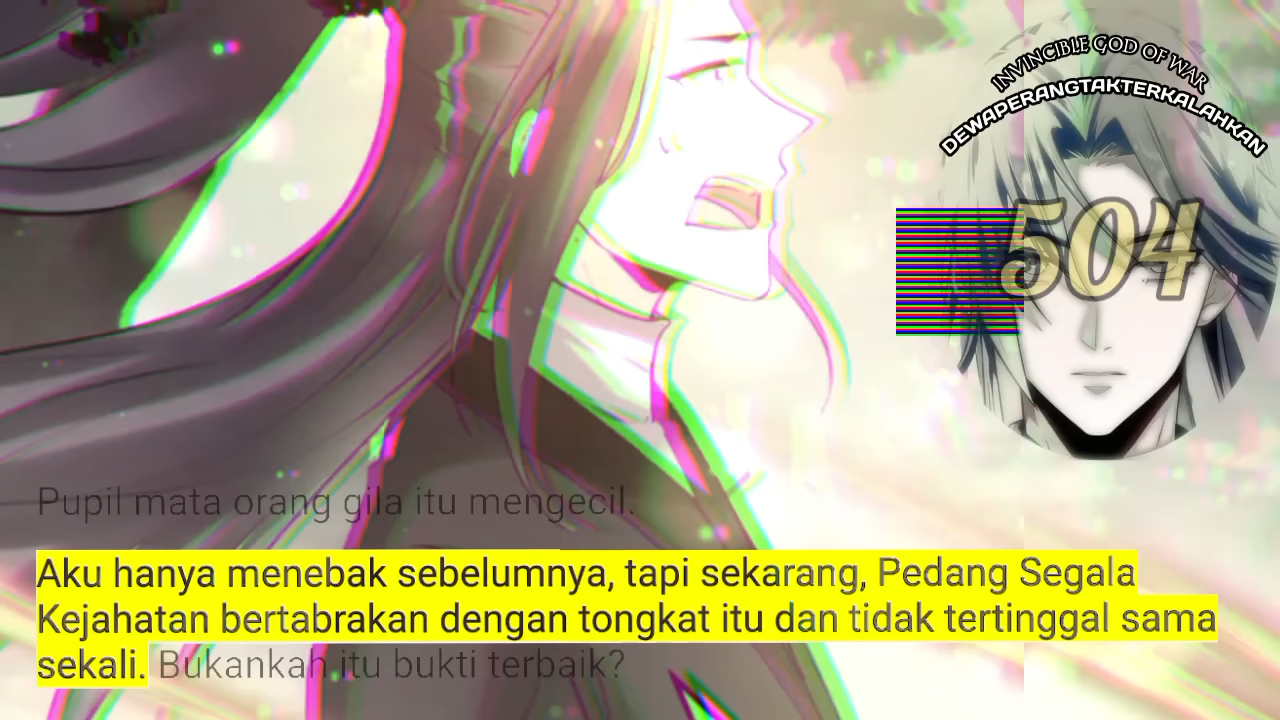 INVINCIBLE GOD OF WAR
DEWAPERANGTAKTERKALAHKAN
504
Pupil mata orang gila itu mengecil.
Aku hanya menebak sebelumnya, tapi sekarang, Pedang Segala
Kejahatan bertabrakan dengan tongkat itu dan tidak tertinggal sama
sekali. Bukankah itu bukti terbaik?